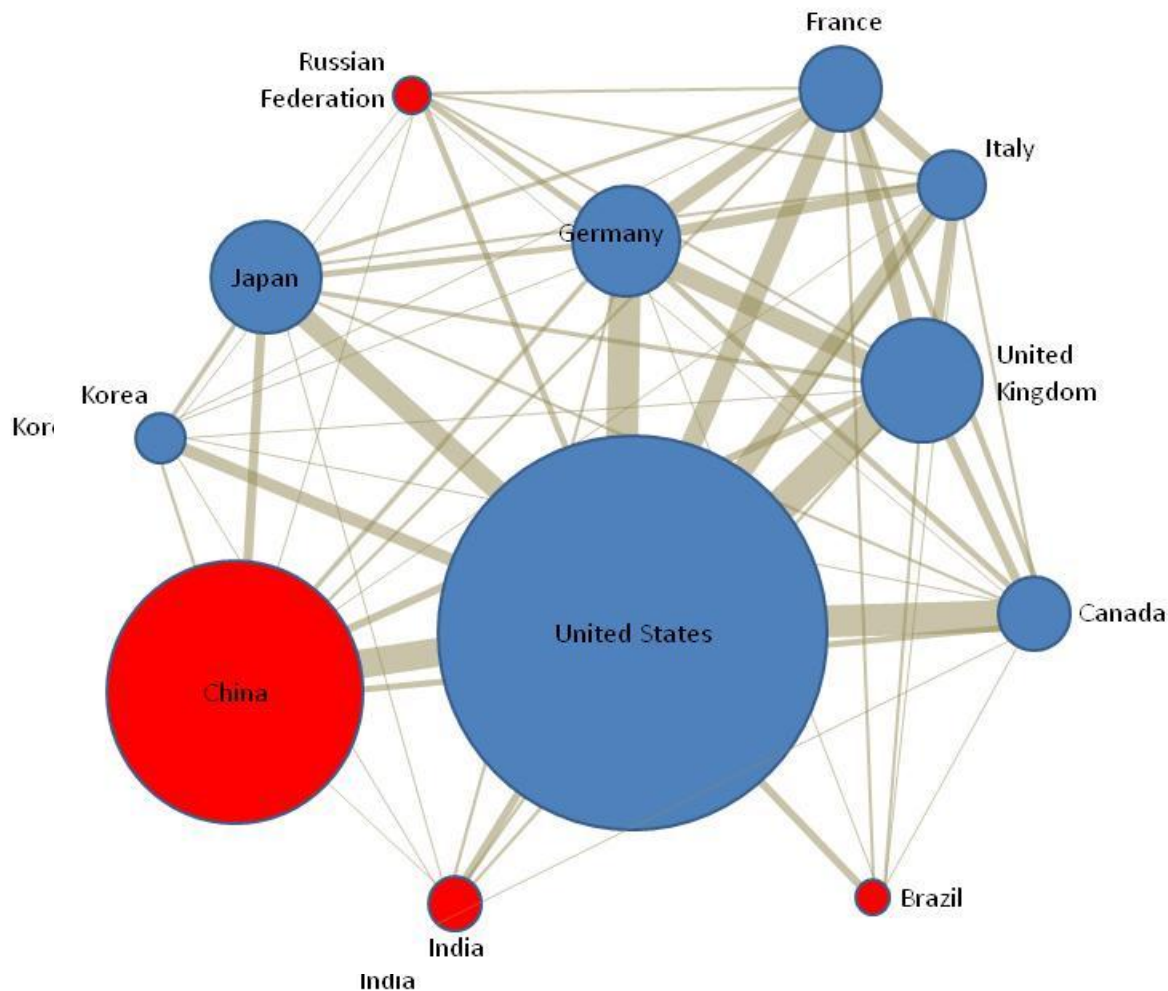 France
Russian
Federation
Italy
Germany
Japan
United
Kingdom
Korea
Kor
United States
Canada
China
Brazil
India
India